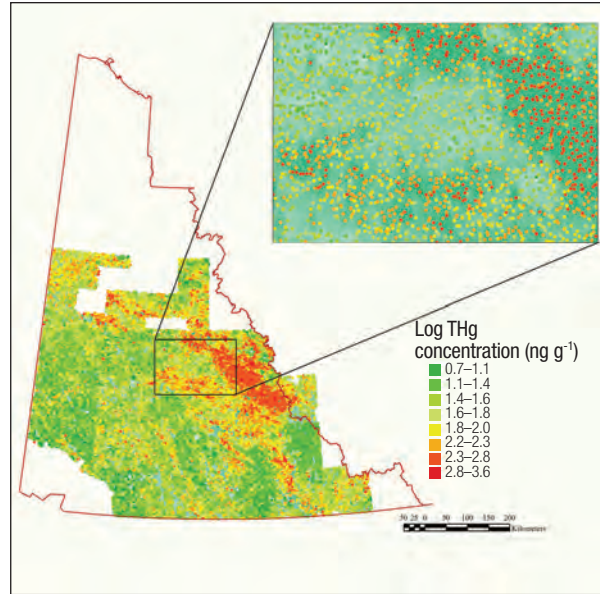 Log THg
concentration (ng g⁻¹)
0.7–1.1
1.1–1.4
1.4–1.6
1.6–1.8
1.8–2.0
2.2–2.3
2.3–2.8
2.8–3.6
50 25 0 50 100 150 200
Kilometers